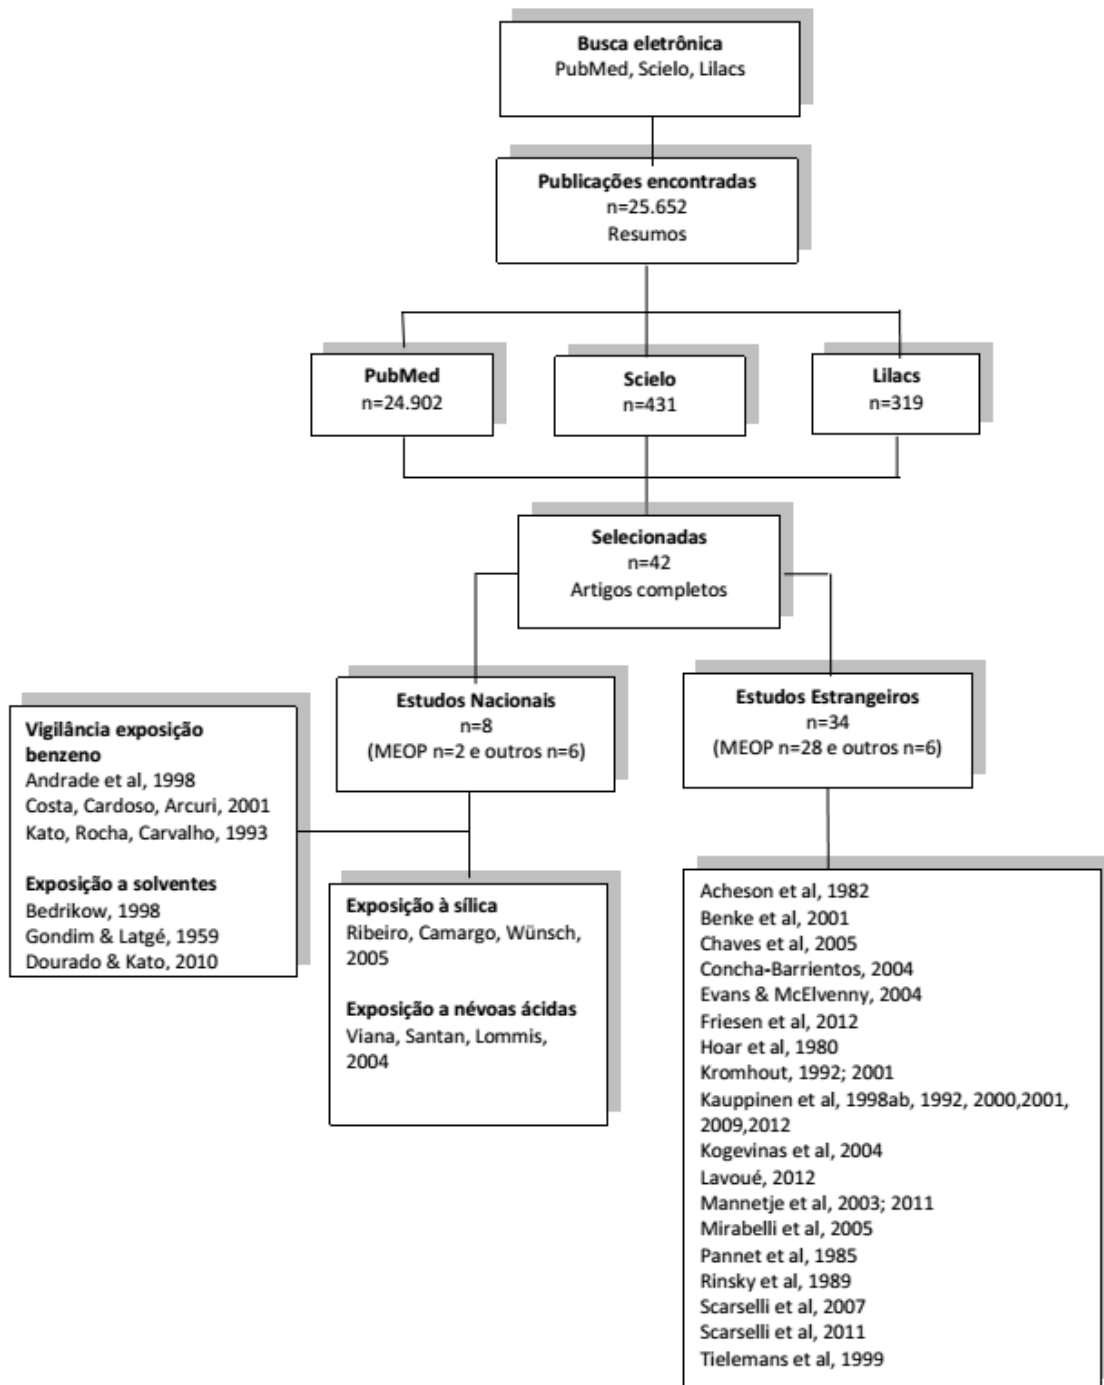 Busca eletrônica
PubMed, Scielo, Lilacs
Publicações encontradas
n=25.652
Resumos
PubMed
n=24.902
Scielo
n=431
Lilacs
n=319
Selecionadas
n=42
Artigos completos
Estudos Nacionais
n=8
(MEOP n=2 e outros n=6)
Estudos Estrangeiros
n=34
(MEOP n=28 e outros n=6)
Vigilância exposição
benzeno
Andrade et al, 1998
Costa, Cardoso, Arcuri, 2001
Kato, Rocha, Carvalho, 1993
Exposição a solventes
Bedrikow, 1998
Gondim & Latgé, 1959
Dourado & Kato, 2010
Exposição à sílica
Ribeiro, Camargo, Wünsch,
2005
Exposição a névoas ácidas
Viana, Santan, Lommis,
2004
Acheson et al, 1982
Benke et al, 2001
Chaves et al, 2005
Concha-Barrientos, 2004
Evans & McElvenny, 2004
Friesen et al, 2012
Hoar et al, 1980
Kromhout, 1992; 2001
Kauppinen et al, 1998ab, 1992, 2000,2001,
2009,2012
Kogevinas et al, 2004
Lavoué, 2012
Mannetje et al, 2003; 2011
Mirabelli et al, 2005
Pannet et al, 1985
Rinsky et al, 1989
Scarselli et al, 2007
Scarselli et al, 2011
Tielemans et al, 1999